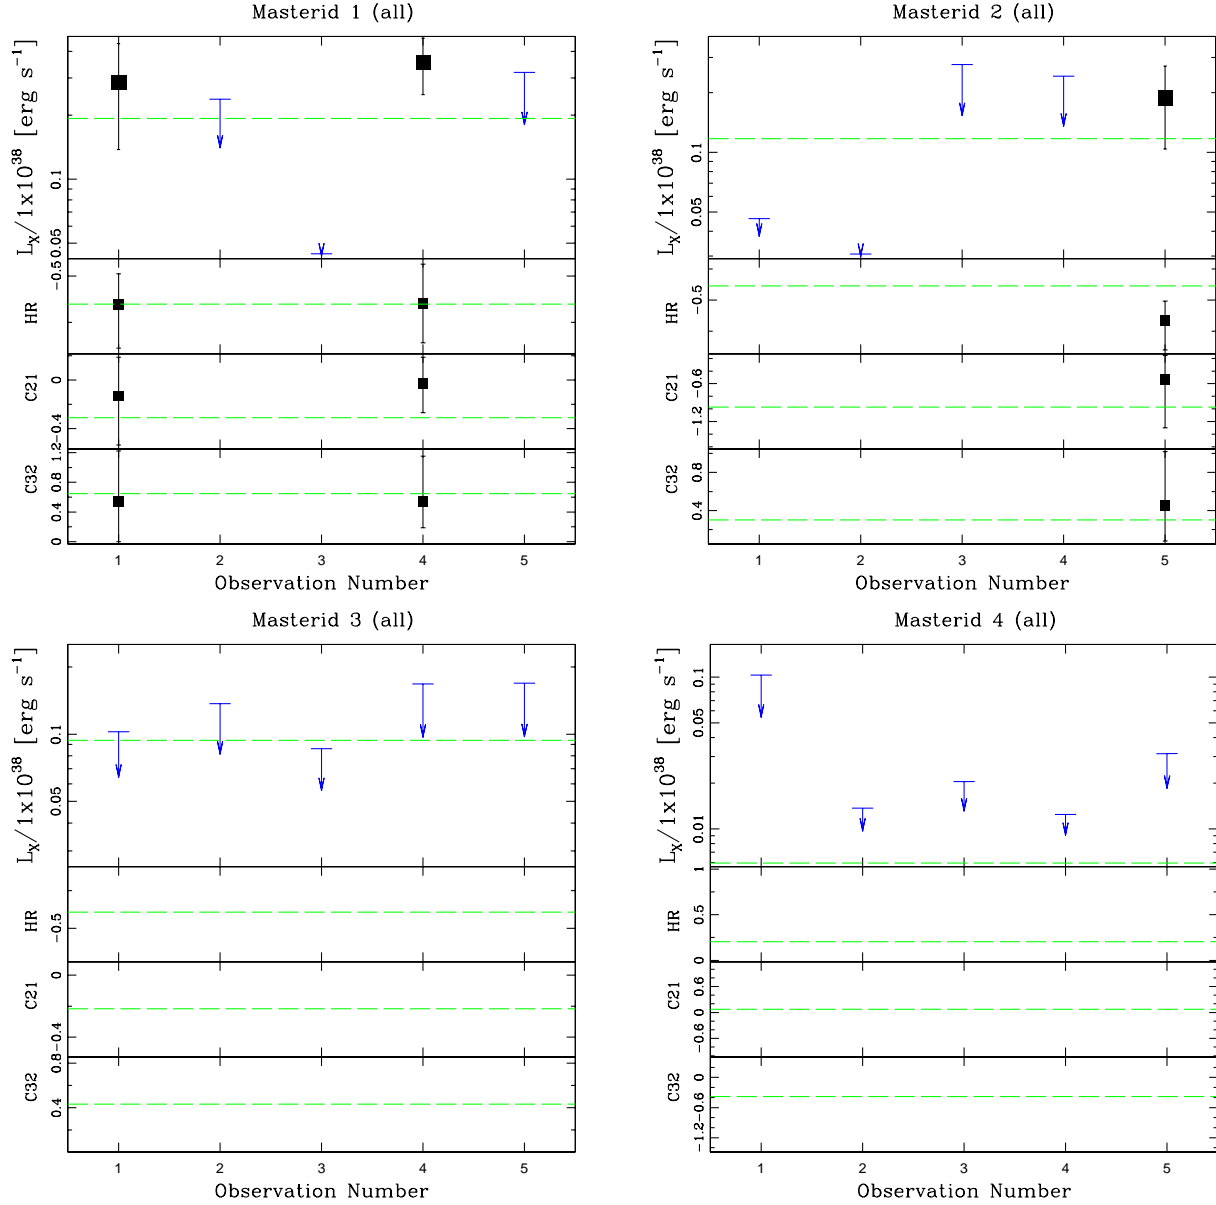 Masterid 1 (all)
L_X/1x10^38 [erg s^−1]
0.1
0.05
HR
−0.5
C21
0
−0.4
C32
1.2
0.8
0.4
0
1 2 3 4 5
Observation Number
Masterid 2 (all)
L_X/1x10^38 [erg s^−1]
0.1
0.05
HR
−0.5
C21
−0.6
−1.2
C32
0.8
0.4
1 2 3 4 5
Observation Number
Masterid 3 (all)
L_X/1x10^38 [erg s^−1]
0.1
0.05
HR
−0.5
C21
0
−0.4
C32
0.8
0.4
1 2 3 4 5
Observation Number
Masterid 4 (all)
L_X/1x10^38 [erg s^−1]
0.1
0.05
0.01
HR
1
0.5
0
C21
0.6
0
−0.6
C32
0
−0.6
−1.2
1 2 3 4 5
Observation Number